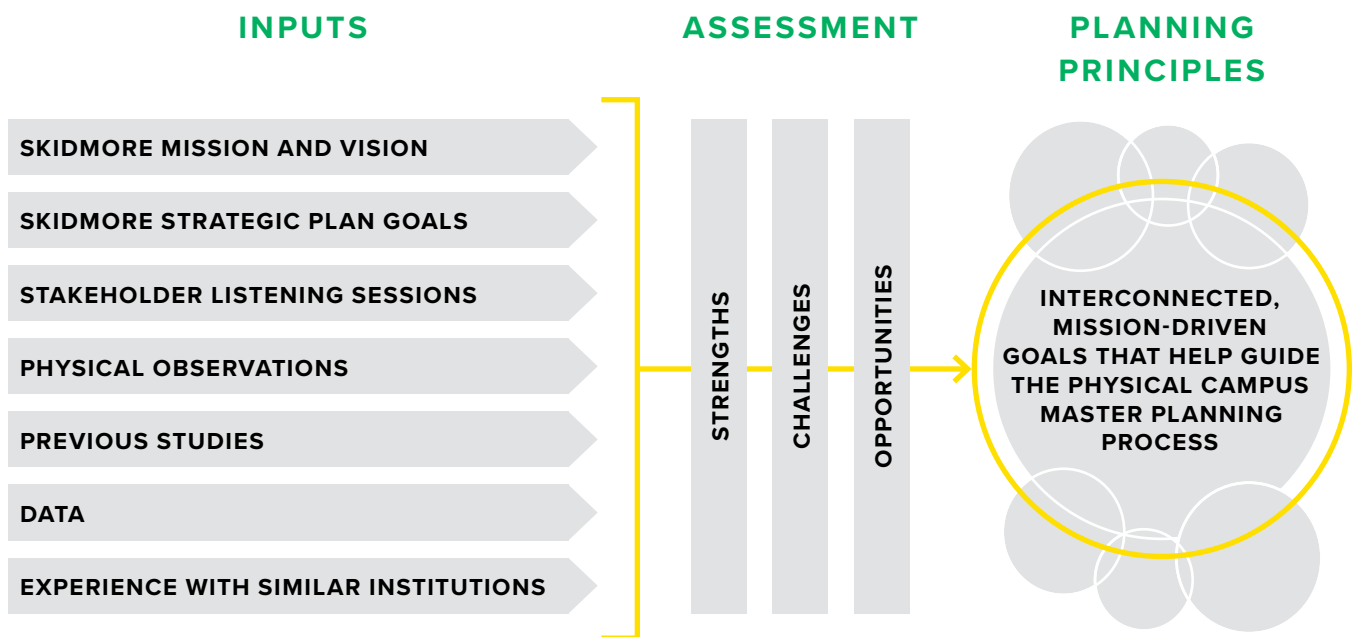 INPUTS
SKIDMORE MISSION AND VISION
SKIDMORE STRATEGIC PLAN GOALS
STAKEHOLDER LISTENING SESSIONS
PHYSICAL OBSERVATIONS
PREVIOUS STUDIES
DATA
EXPERIENCE WITH SIMILAR INSTITUTIONS
ASSESSMENT
STRENGTHS
CHALLENGES
OPPORTUNITIES
PLANNING
PRINCIPLES
INTERCONNECTED,
MISSION-DRIVEN
GOALS THAT HELP GUIDE
THE PHYSICAL CAMPUS
MASTER PLANNING
PROCESS